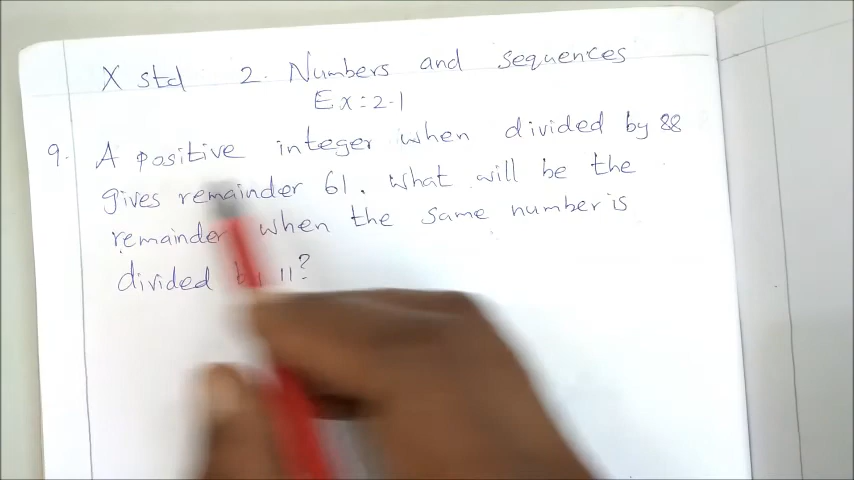 X std 2. Numbers and sequences
Ex=2.1
9. A positive integer when divided by 88
gives remainder 61. What will be the
remainder when the same number is
divided by 11?